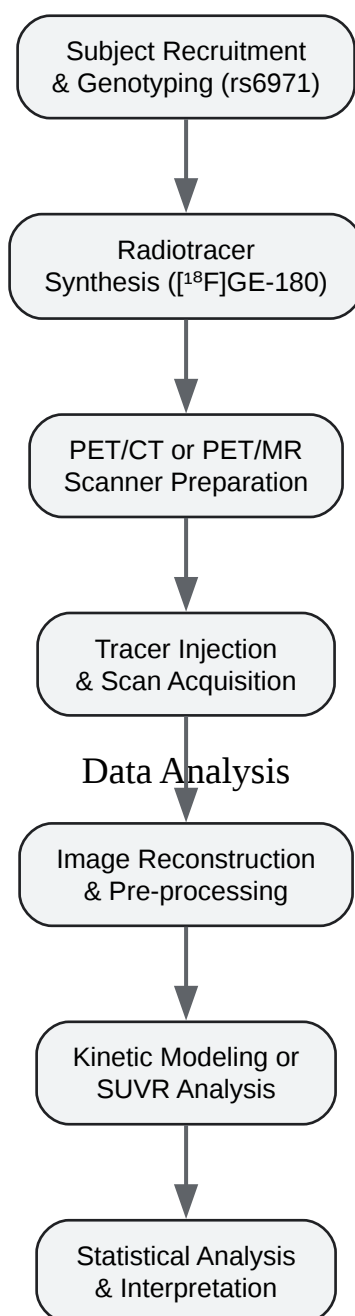 Subject Recruitment
& Genotyping (rs6971)
Radiotracer
Synthesis ([¹⁸F]GE-180)
PET/CT or PET/MR
Scanner Preparation
Tracer Injection
& Scan Acquisition
Data Analysis
Image Reconstruction
& Pre-processing
Kinetic Modeling or
SUVR Analysis
Statistical Analysis
& Interpretation